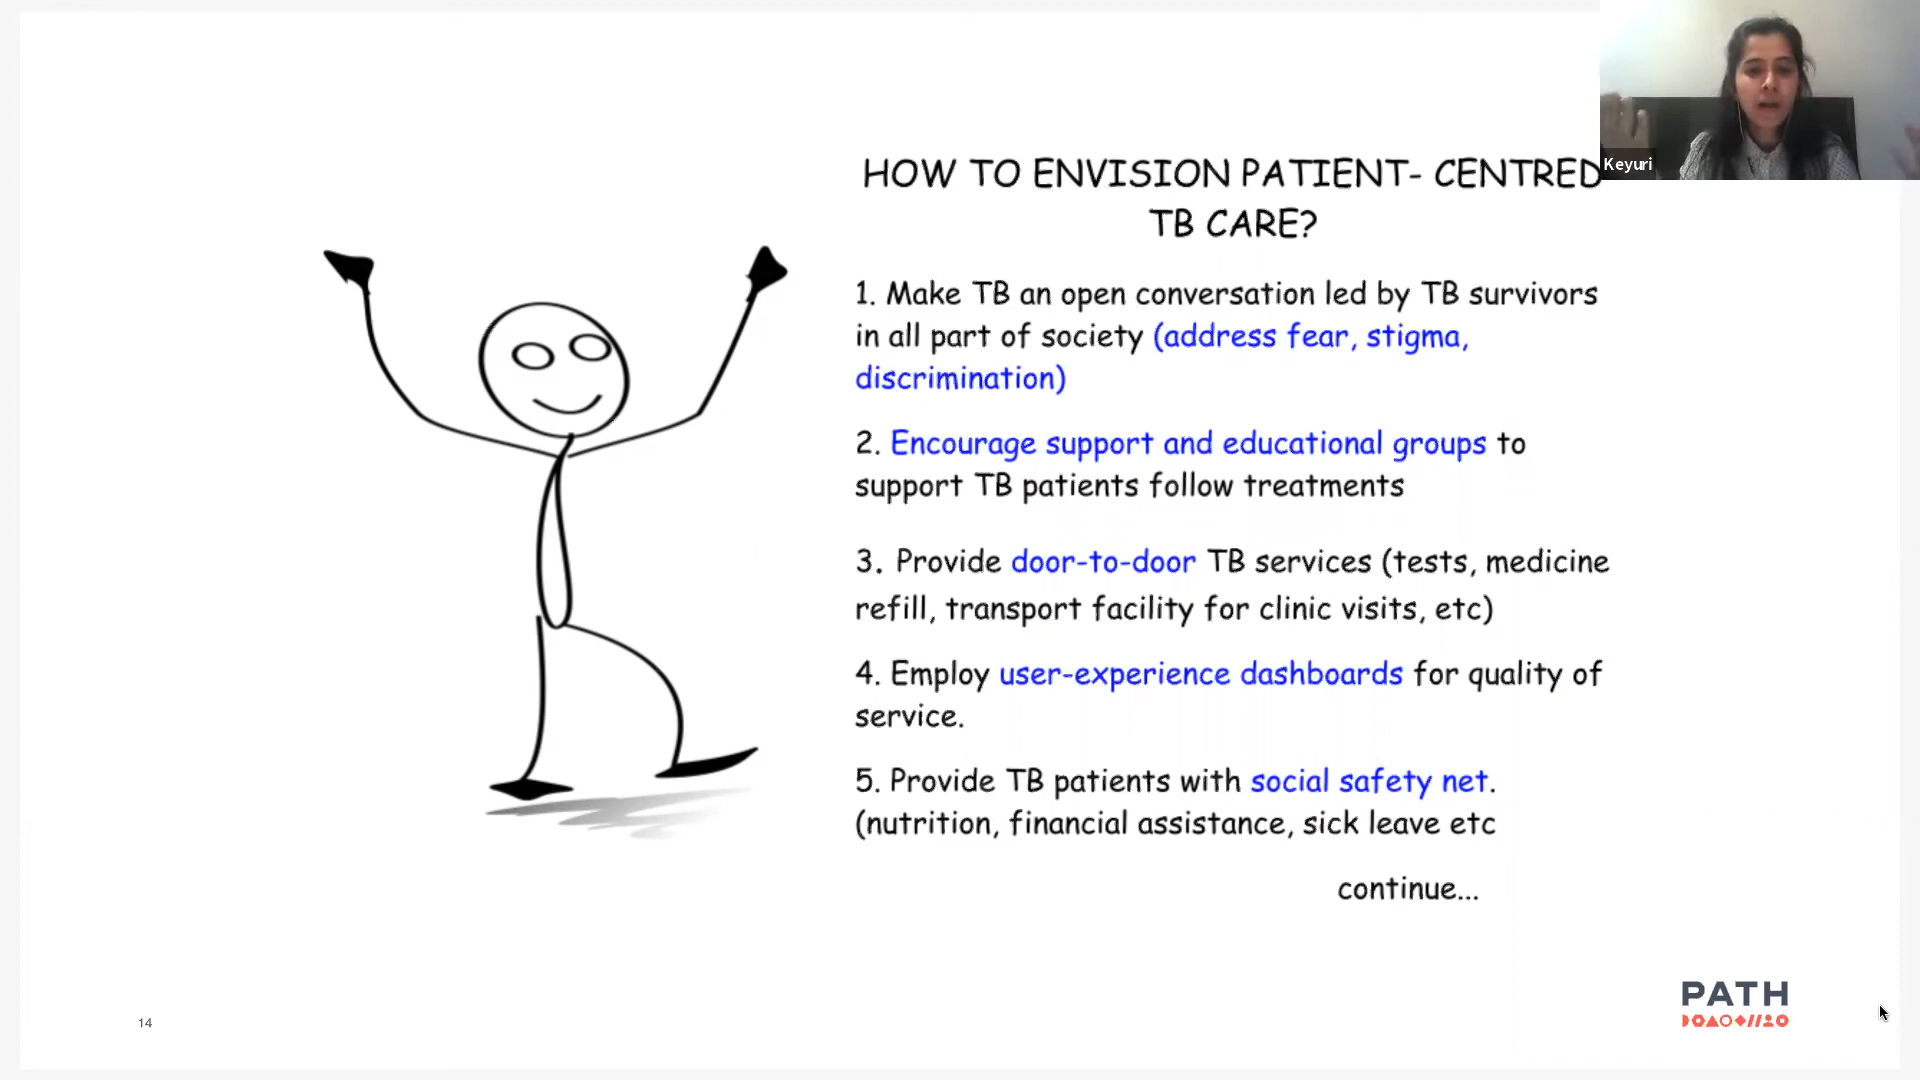 Keyuri
HOW TO ENVISION PATIENT- CENTRED
TB CARE?
1. Make TB an open conversation led by TB survivors
in all part of society (address fear, stigma,
discrimination)
2. Encourage support and educational groups to
support TB patients follow treatments
3. Provide door-to-door TB services (tests, medicine
refill, transport facility for clinic visits, etc)
4. Employ user-experience dashboards for quality of
service.
5. Provide TB patients with social safety net.
(nutrition, financial assistance, sick leave etc
continue...
PATH
14